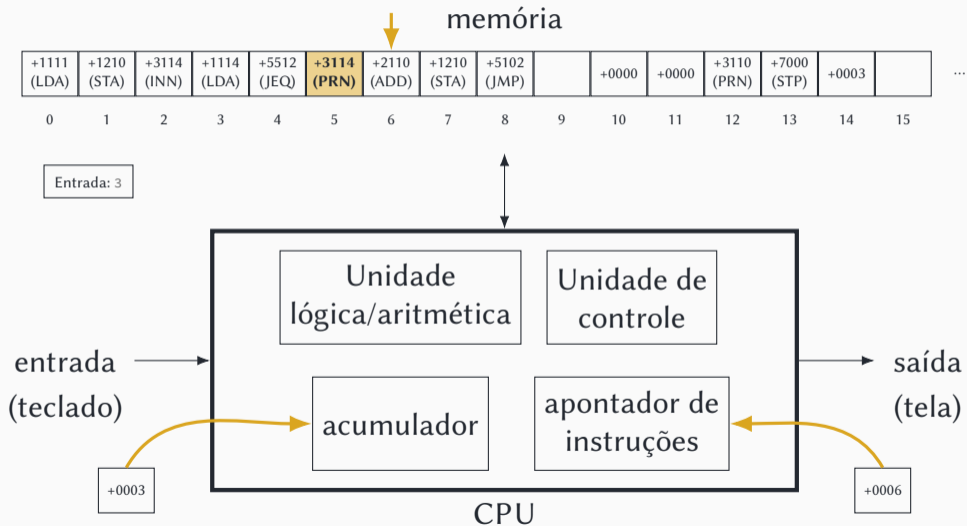 memória
+1111 +1210 +3114 +1114 +5512 +3114 +2110 +1210 +5102 +0000 +0000 +3110 +7000 +0003 ...
(LDA) (STA) (INN) (LDA) (JEQ) (PRN) (ADD) (STA) (JMP) (PRN) (STP)
0 1 2 3 4 5 6 7 8 9 10 11 12 13 14 15
Entrada: 3
Unidade
lógica/aritmética
Unidade de
controle
entrada
(teclado)
saída
(tela)
acumulador
apontador de
instruções
+0003
+0006
CPU